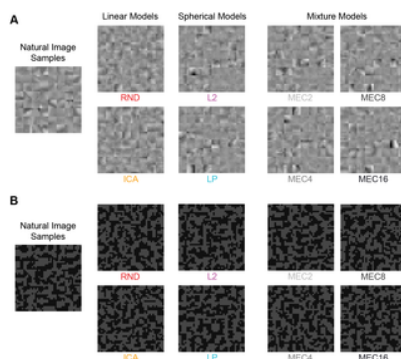 A
Linear Models
Spherical Models
Mixture Models
Natural Image
Samples
RND
L2
MEC2
MEC8
ICA
LP
MEC4
MEC16
B
Natural Image
Samples
RND
L2
MEC2
MEC8
ICA
LP
MEC4
MEC16